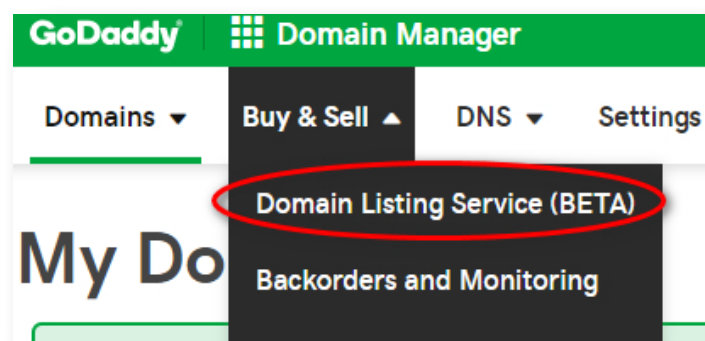 GoDaddy Domain Manager
Domains Buy & Sell DNS Settings
Domain Listing Service (BETA)
My Do
Backorders and Monitoring